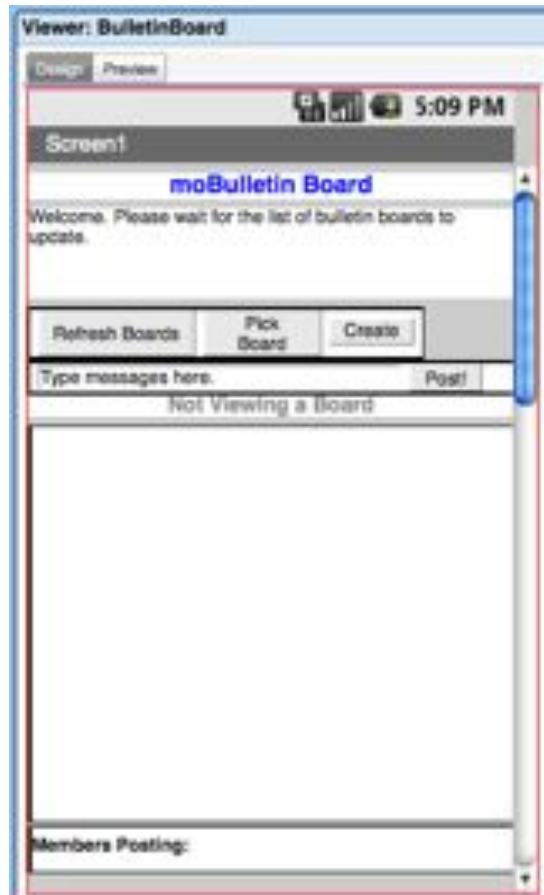 Viewer: BulletinBoard
Design Preview
5:09 PM
Screen1
moBulletin Board
Welcome. Please wait for the list of bulletin boards to
update.
Refresh Boards
Pick
Board
Create
Type messages here. Post!
Not Viewing a Board
Members Posting: